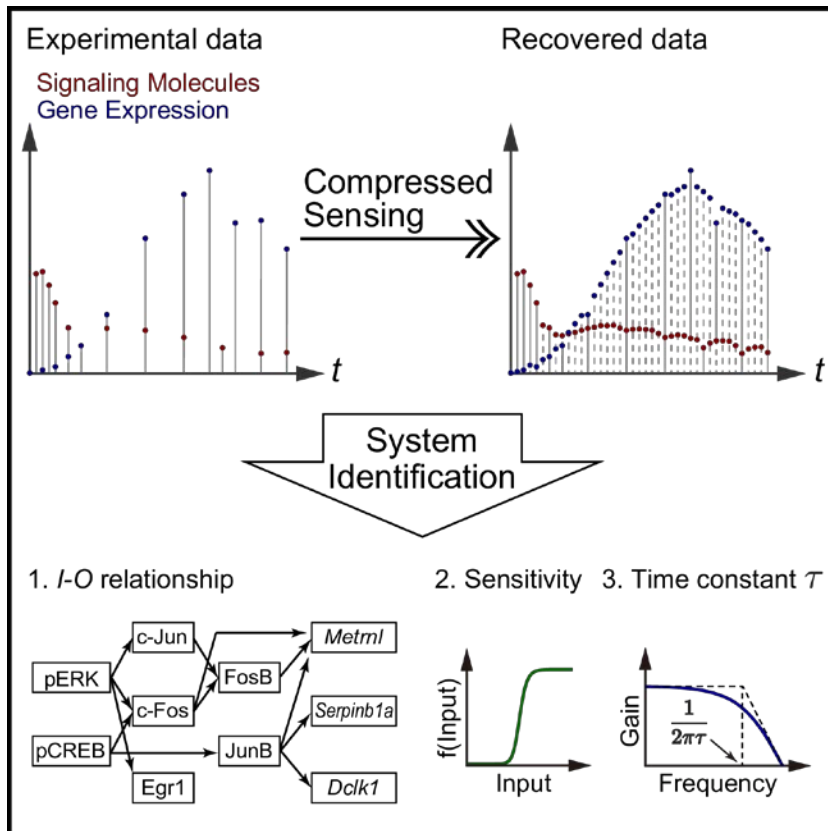 Experimental data
Recovered data
Signaling Molecules
Gene Expression
Compressed
Sensing
t
t
System
Identification
1. I-O relationship
2. Sensitivity
3. Time constant τ
c-Jun
Metrnl
pERK
FosB
c-Fos
Serpinb1a
pCREB
JunB
Egr1
Dclk1
f(Input)
Input
Gain
1
2πτ
Frequency